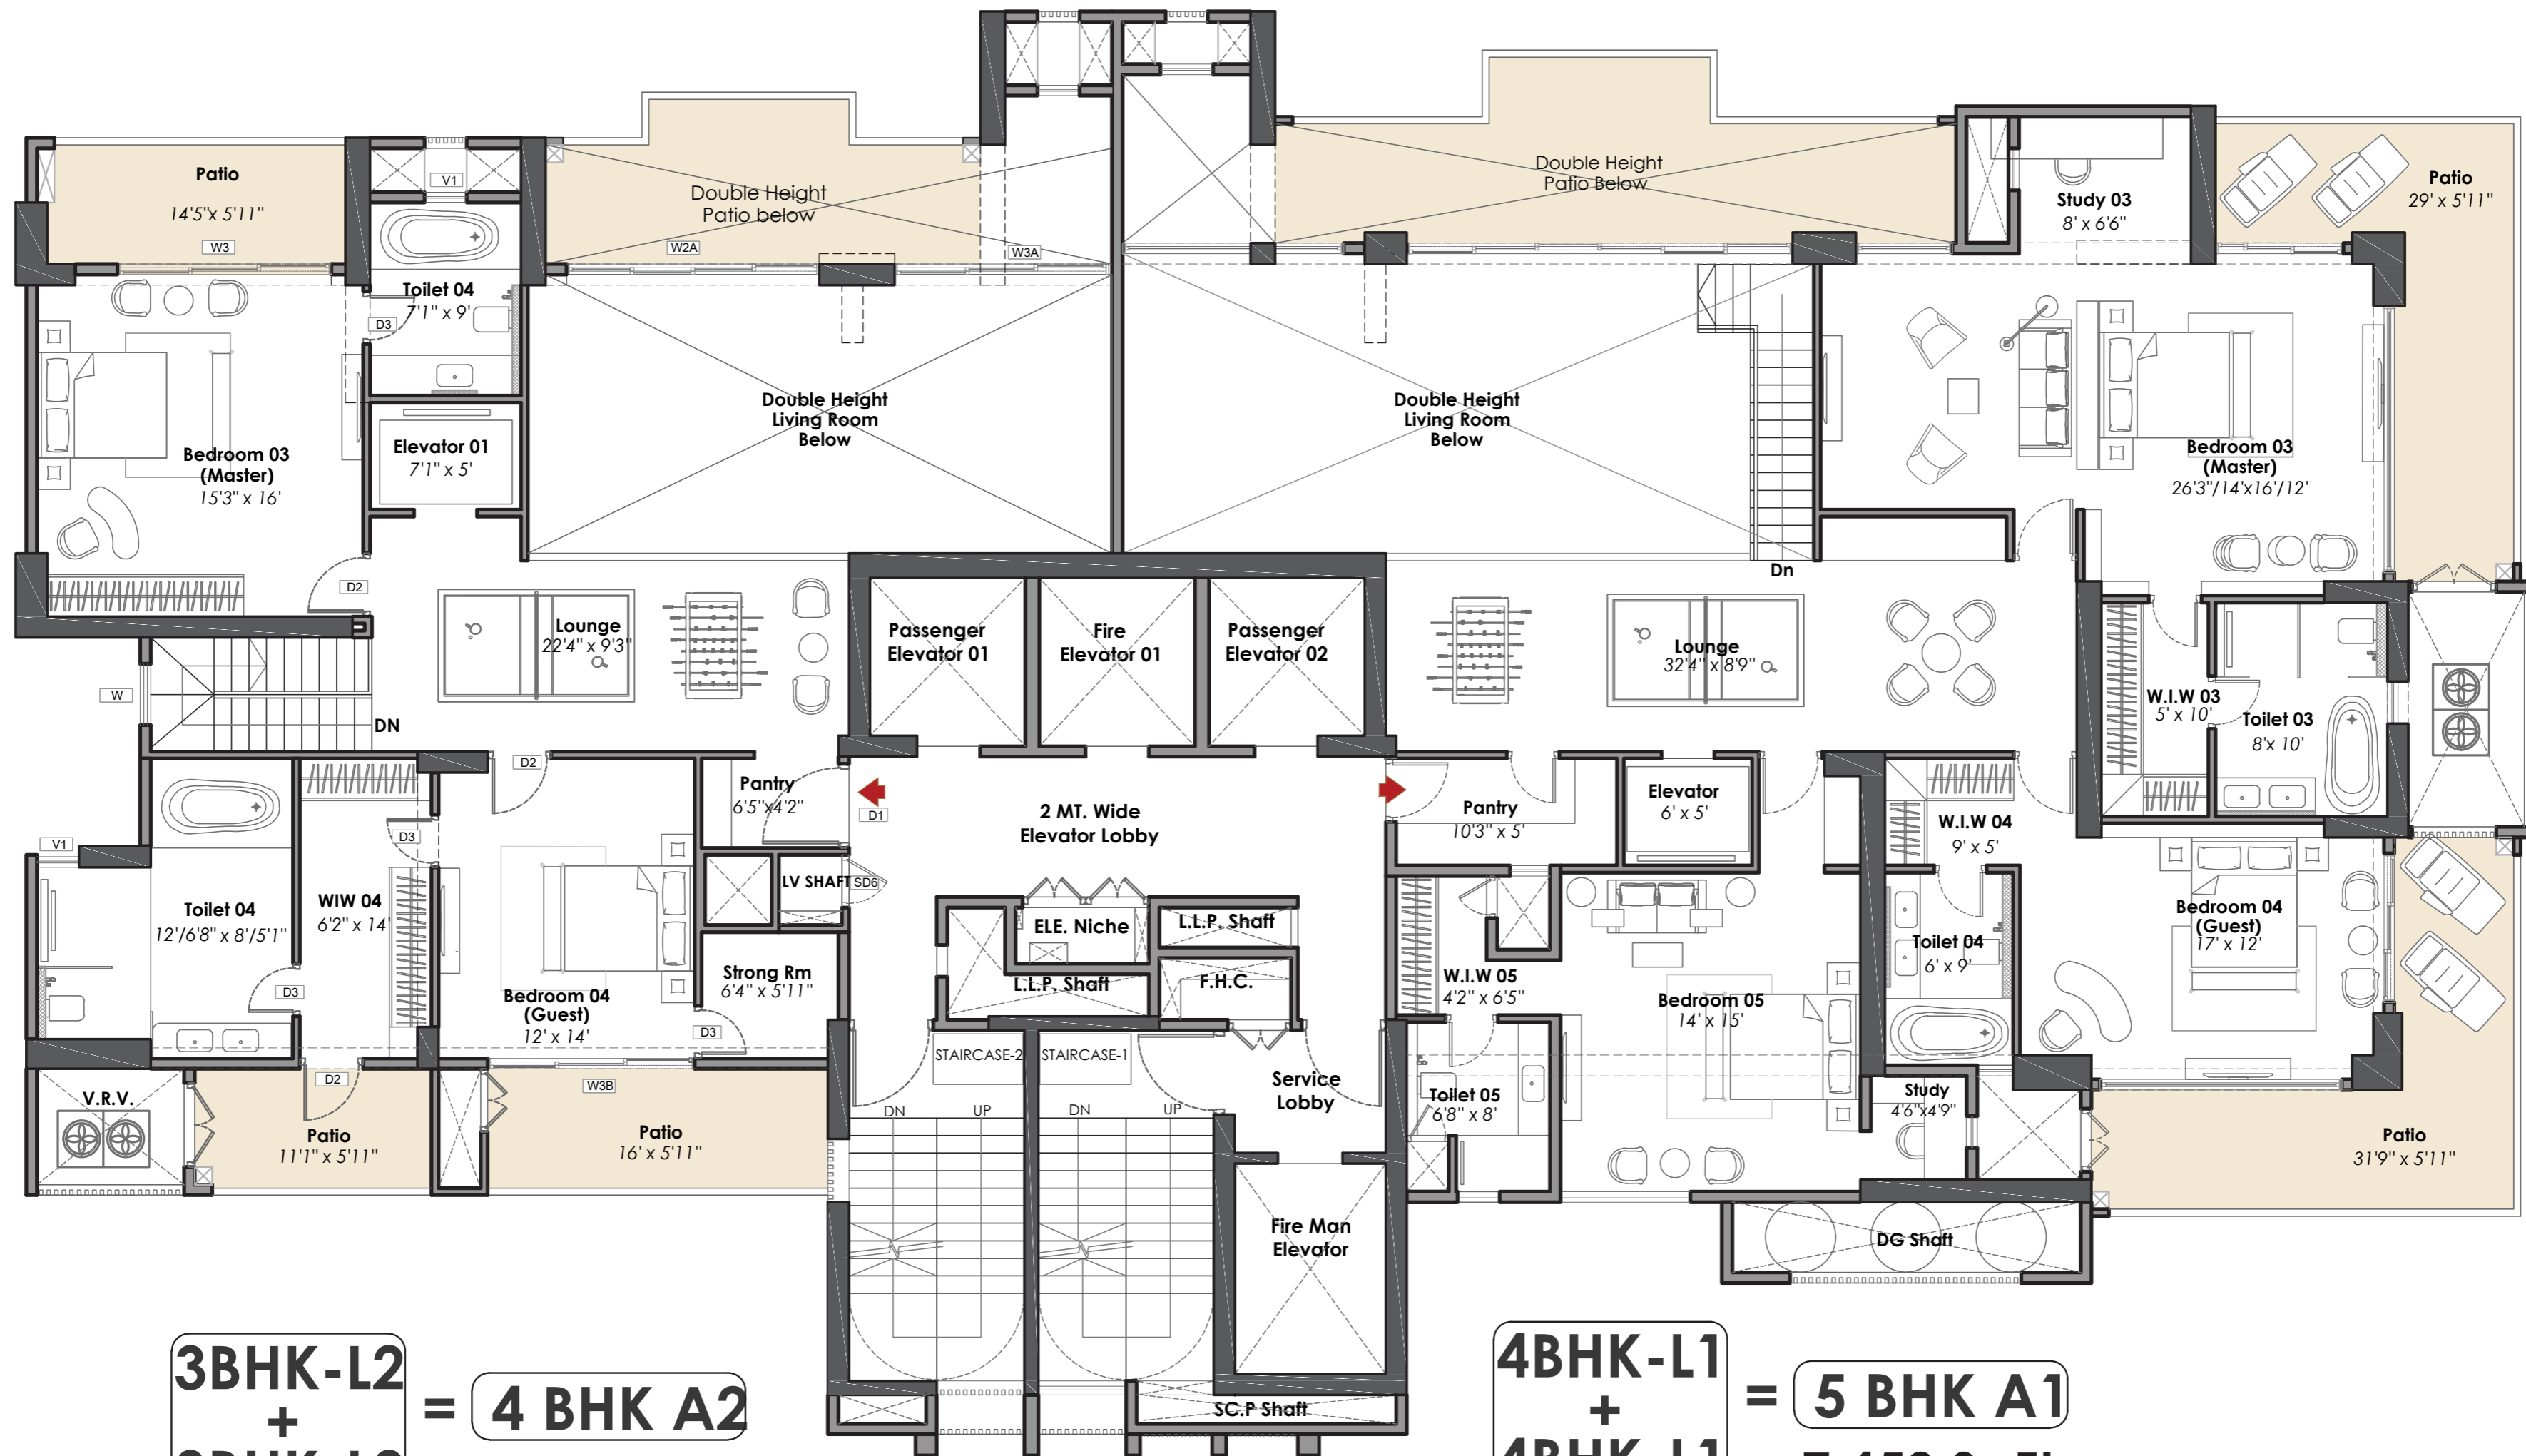 Patio
14'5"x 5'11"
W3
V1
Toilet 04
7'1" x 9'
D3
Double Height
Patio below
W2A
W3A
Double Height
Patio Below
Study 03
8' x 6'6"
Patio
29' x 5'11"
Bedroom 03
(Master)
15'3" x 16'
Elevator 01
7'1" x 5'
Double Height
Living Room
Below
Double Height
Living Room
Below
Bedroom 03
(Master)
26'3"/14'x16'/12'
D2
Dn
Lounge
22'4" x 9'3"
Passenger
Elevator 01
Fire
Elevator 01
Passenger
Elevator 02
Lounge
32'4" x 8'9"
W
DN
W.I.W 03
5' x 10'
Toilet 03
8'x 10'
D2
Pantry
6'5"x4'2"
D1
2 MT. Wide
Elevator Lobby
Pantry
10'3" x 5'
Elevator
6' x 5'
W.I.W 04
9' x 5'
V1
D3
LV SHAFT
SD6
Toilet 04
12'/6'8" x 8'/5'1"
WIW 04
6'2" x 14'
ELE. Niche
L.L.P. Shaft
Bedroom 04
(Guest)
17' x 12'
Toilet 04
6' x 9'
Strong Rm
6'4" x 5'11"
L.L.P. Shaft
F.H.C.
W.I.W 05
4'2" x 6'5"
Bedroom 05
14' x 15'
D3
Bedroom 04
(Guest)
12' x 14'
D3
STAIRCASE-2
STAIRCASE-1
D2
W3B
Service
Lobby
Toilet 05
6'8" x 8'
Study
4'6"x4'9"
V.R.V.
DN
UP
DN
UP
Patio
11'1" x 5'11"
Patio
16' x 5'11"
Patio
31'9" x 5'11"
Fire Man
Elevator
DG Shaft
SC.P Shaft
3BHK-L2
+
= 4 BHK A2
4BHK-L1
+
4BHK-L1
= 5 BHK A1